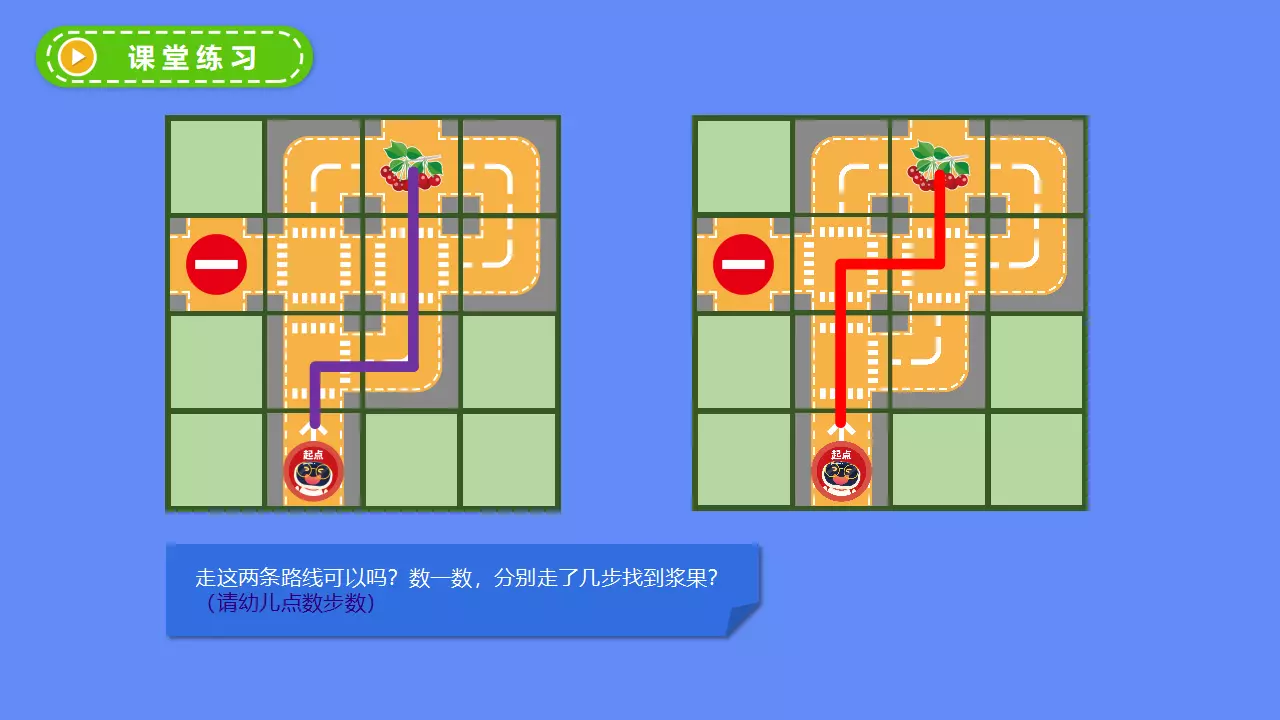 课堂练习
起点
起点
走这两条路线可以吗？数一数，分别走了几步找到浆果？
（请幼儿点数步数）